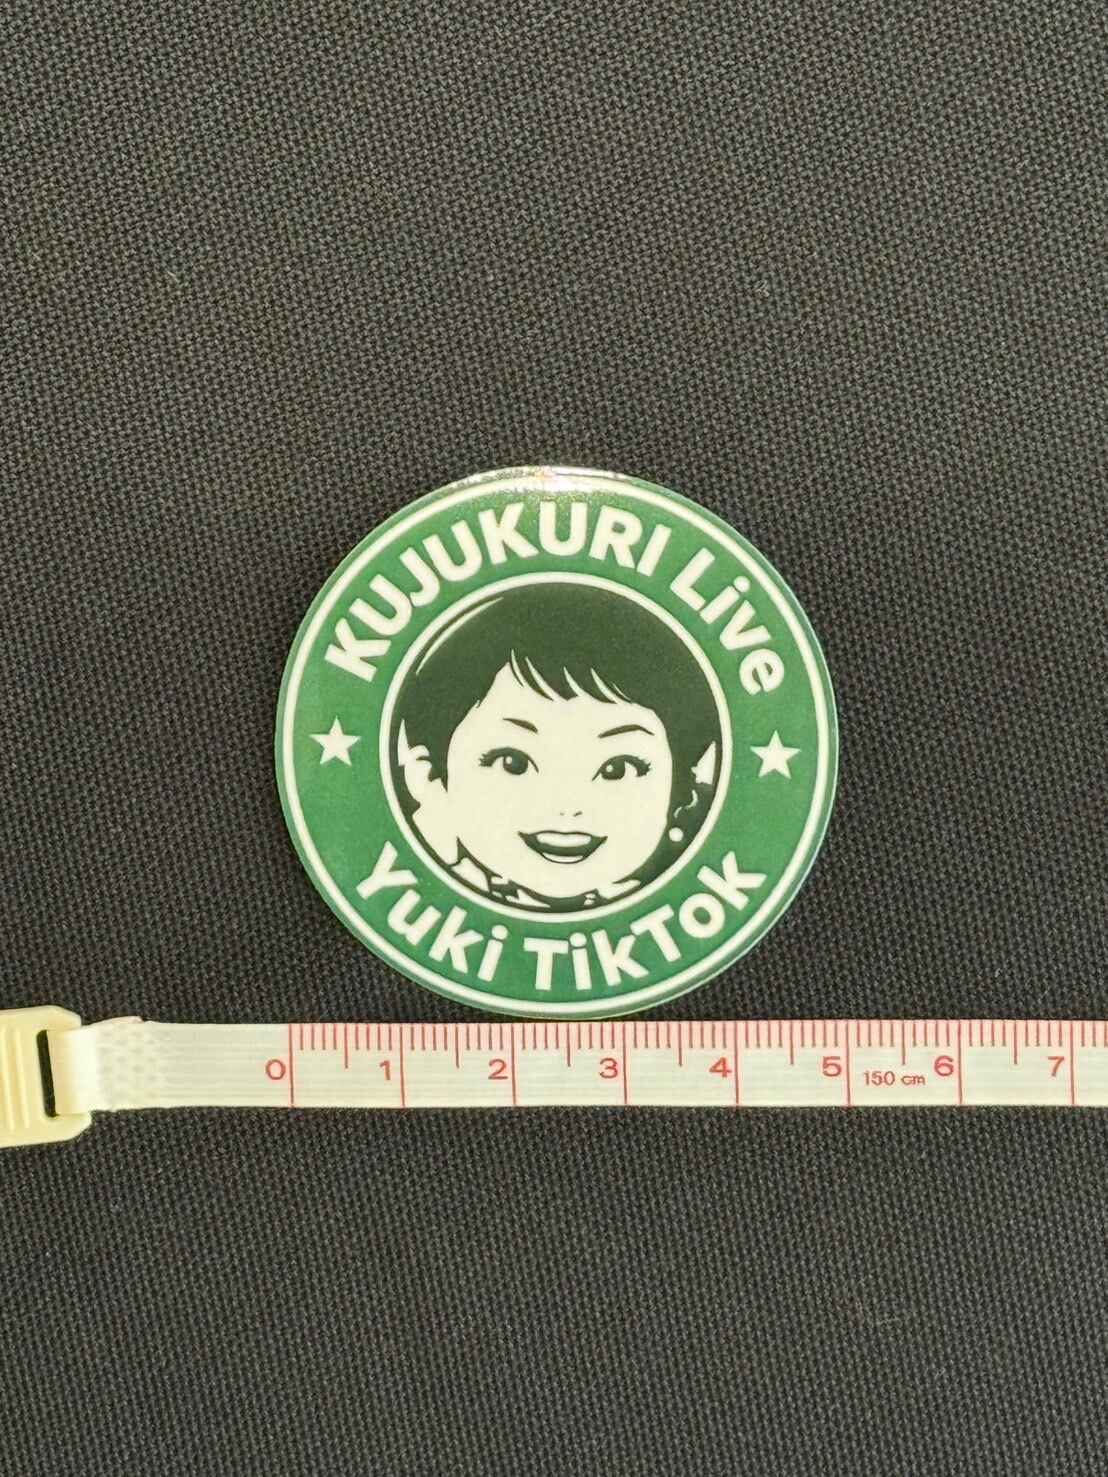 KUJUKURI Live
Yuki TikTok
0 1 2 3 4 5 150 cm 6 7